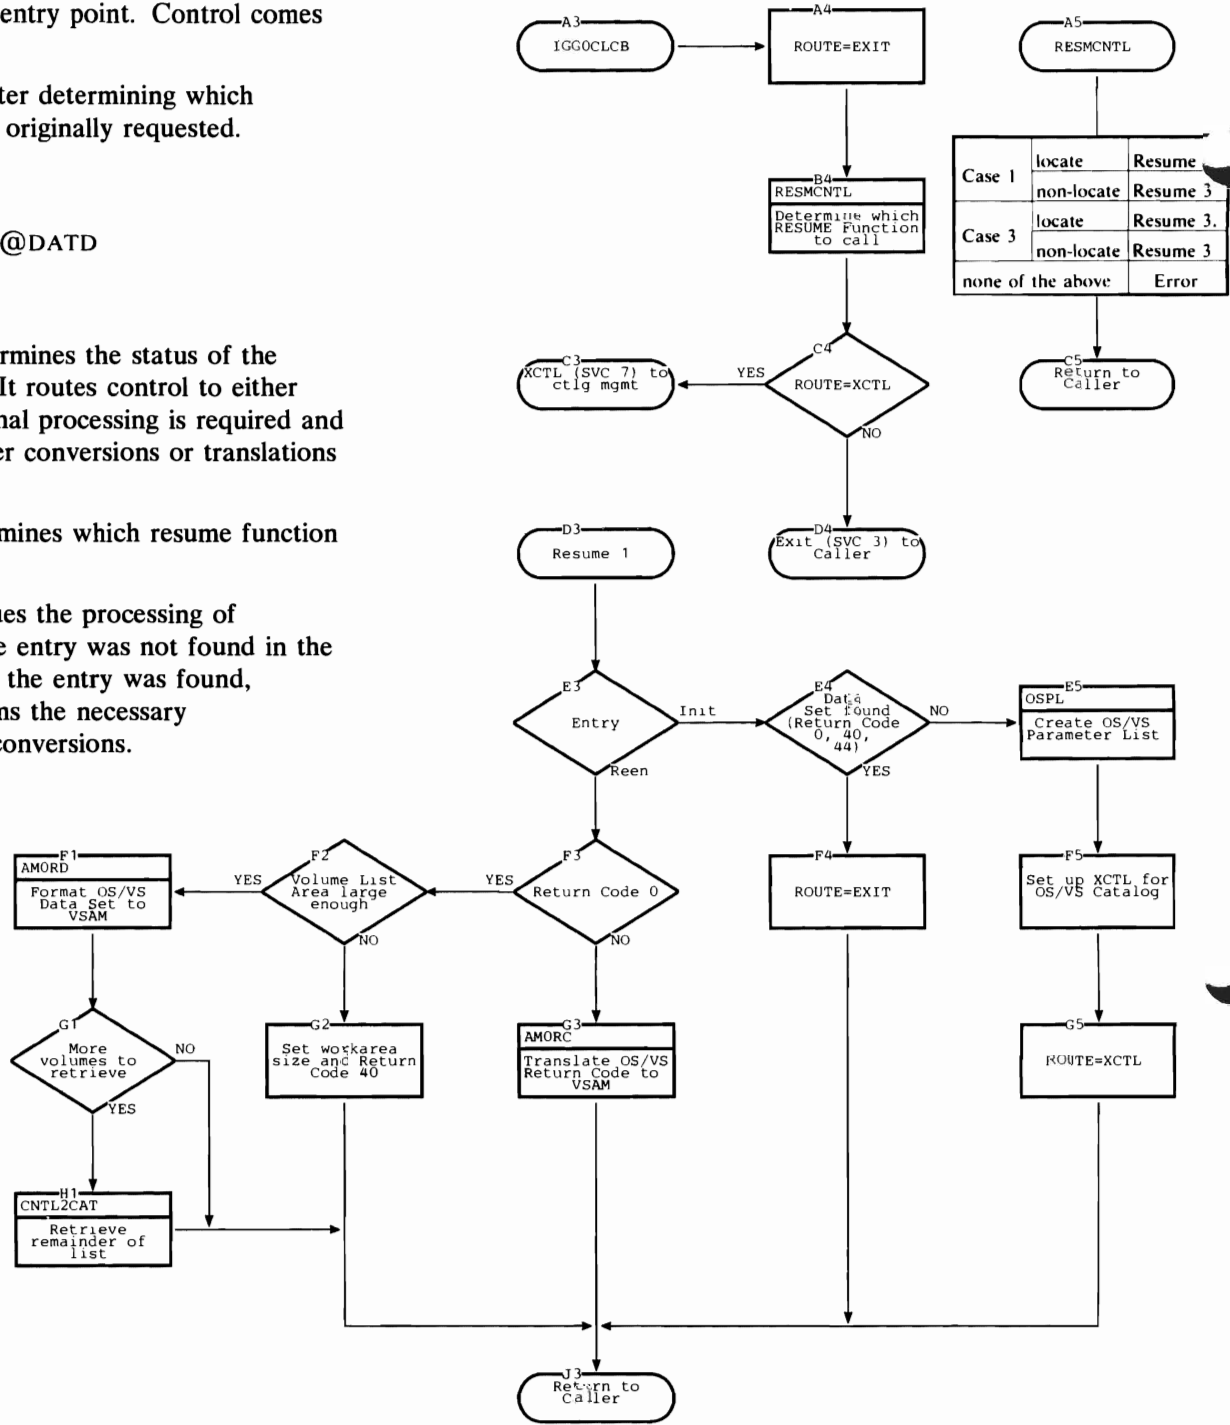 entry point. Control comes
ter determining which
originally requested.
@DATD
rmines the status of the
It routes control to either
nal processing is required and
er conversions or translations
mines which resume function
ues the processing of
e entry was not found in the
the entry was found,
ms the necessary
conversions.
A3
IGG0CLCB
A4
ROUTE=EXIT
A5
RESMCNTL
B4
RESMCNTL
Determine which
RESUME Function
to call
Case 1 locate Resume
non-locate Resume 3
Case 3 locate Resume 3.
non-locate Resume 3
none of the above Error
C3
XCTL (SVC 7) to
ctlg mgmt
YES
C4
ROUTE=XCTL
NO
C5
Return to
Caller
D3
Resume 1
D4
Exit (SVC 3) to
Caller
E3
Entry
Init
Reen
E4
Data
Set found
(Return Code
0, 40,
44)
NO
YES
E5
OSPL
Create OS/VS
Parameter List
F1
AMORD
Format OS/VS
Data Set to
VSAM
YES
F2
Volume List
Area large
enough
NO
YES
F3
Return Code 0
NO
F4
ROUTE=EXIT
F5
Set up XCTL for
OS/VS Catalog
G1
More
volumes to
retrieve
NO
YES
G2
Set workarea
size and Return
Code 40
G3
AMORC
Translate OS/VS
Return Code to
VSAM
G5
ROUTE=XCTL
H1
CNTL2CAT
Retrieve
remainder of
list
J3
Return to
Caller